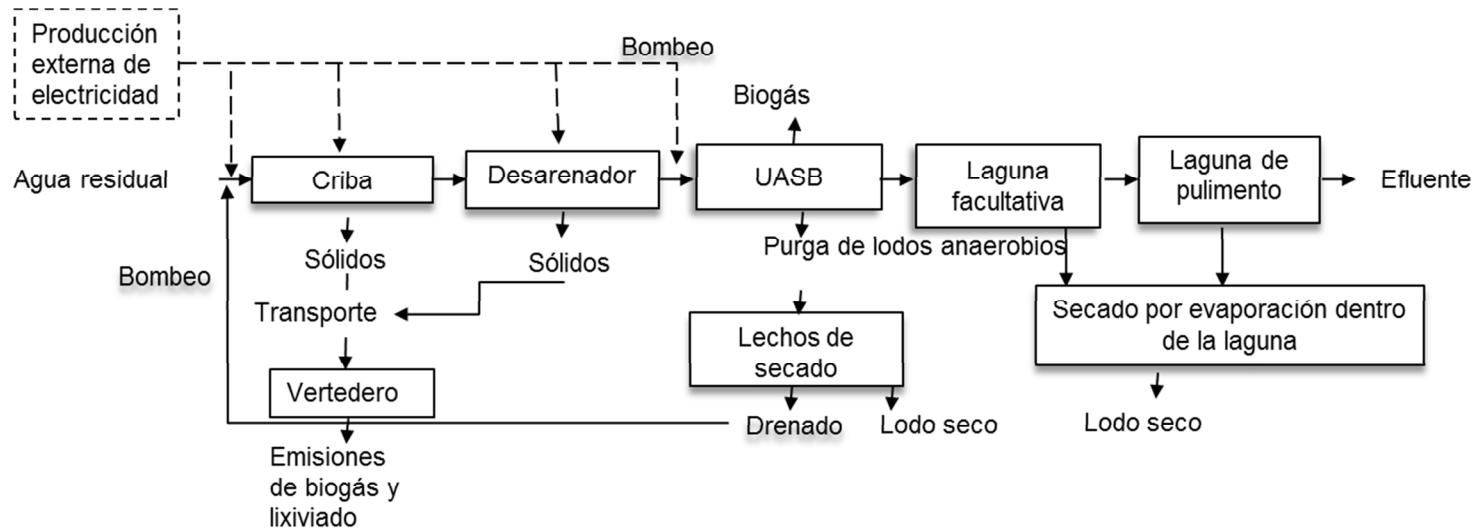 Producción
externa de
electricidad
Bombeo
Biogás
Agua residual
Criba
Desarenador
UASB
Laguna
facultativa
Laguna de
pulimento
Efluente
Sólidos
Sólidos
Purga de lodos anaerobios
Bombeo
Transporte
Lechos de
secado
Secado por evaporación dentro
de la laguna
Vertedero
Drenado
Lodo seco
Lodo seco
Emisiones
de biogás y
lixiviado